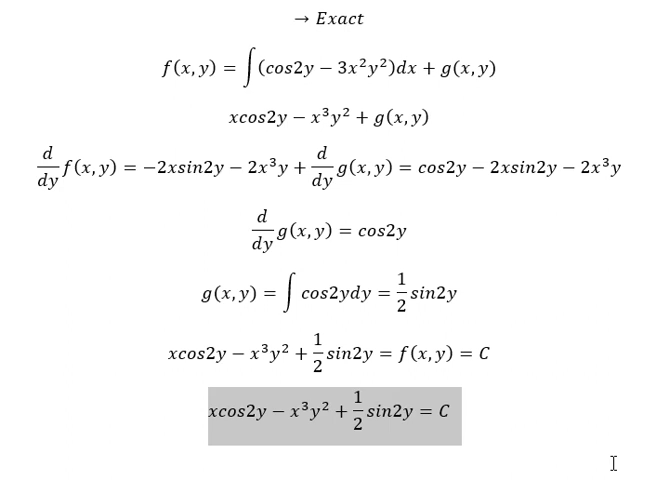 → Exact
f(x,y) = ∫(cos2y − 3x²y²)dx + g(x,y)
xcos2y − x³y² + g(x,y)
d/dy f(x,y) = −2xsin2y − 2x³y + d/dy g(x,y) = cos2y − 2xsin2y − 2x³y
d/dy g(x,y) = cos2y
g(x,y) = ∫ cos2ydy = 1/2 sin2y
xcos2y − x³y² + 1/2 sin2y = f(x,y) = C
xcos2y − x³y² + 1/2 sin2y = C